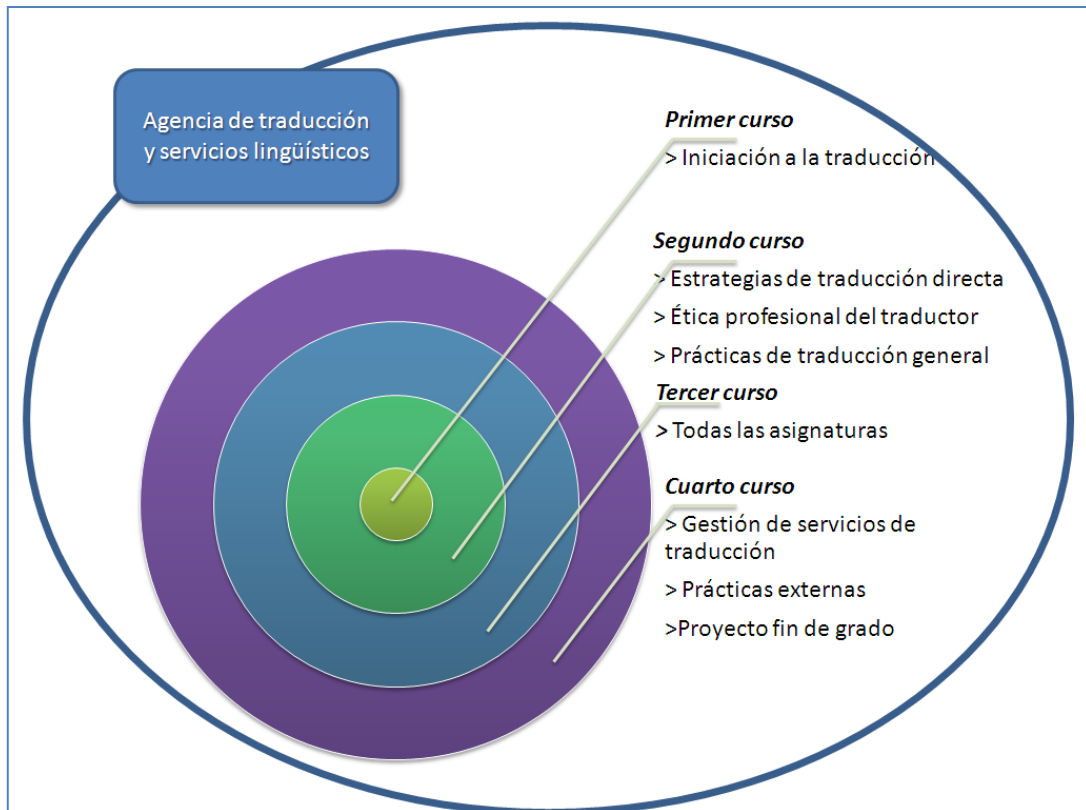 Agencia de traducción
y servicios lingüísticos
Primer curso
> Iniciación a la traducción
Segundo curso
> Estrategias de traducción directa
> Ética profesional del traductor
> Prácticas de traducción general
Tercer curso
> Todas las asignaturas
Cuarto curso
> Gestión de servicios de
traducción
> Prácticas externas
>Proyecto fin de grado